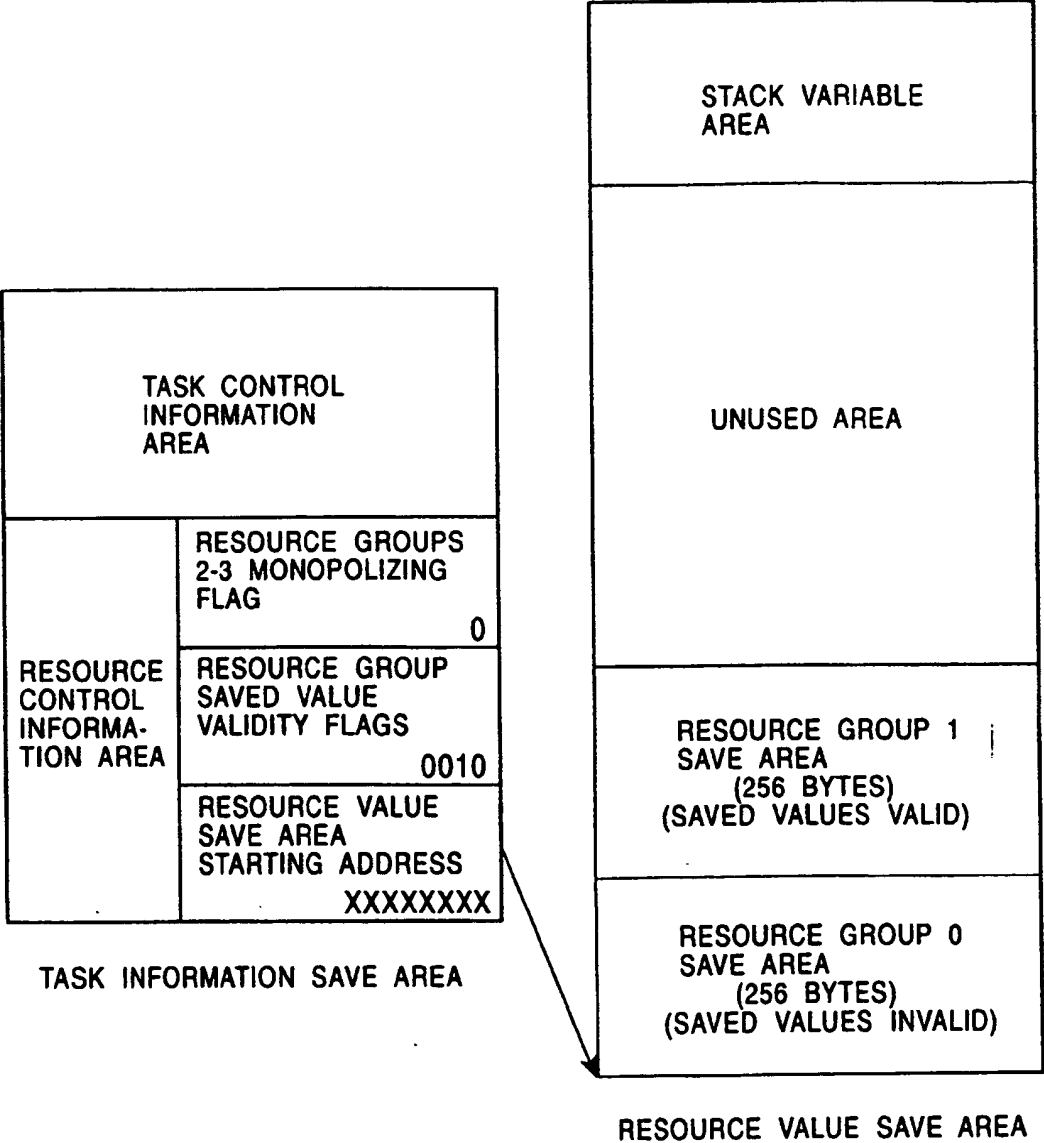 STACK VARIABLE
AREA
UNUSED AREA
RESOURCE GROUP 1
SAVE AREA
(256 BYTES)
(SAVED VALUES VALID)
RESOURCE GROUP 0
SAVE AREA
(256 BYTES)
(SAVED VALUES INVALID)
RESOURCE VALUE SAVE AREA
TASK CONTROL
INFORMATION
AREA
RESOURCE
CONTROL
INFORMA-
TION AREA
RESOURCE GROUPS
2-3 MONOPOLIZING
FLAG
0
RESOURCE GROUP
SAVED VALUE
VALIDITY FLAGS
0010
RESOURCE VALUE
SAVE AREA
STARTING ADDRESS
XXXXXXXX
TASK INFORMATION SAVE AREA